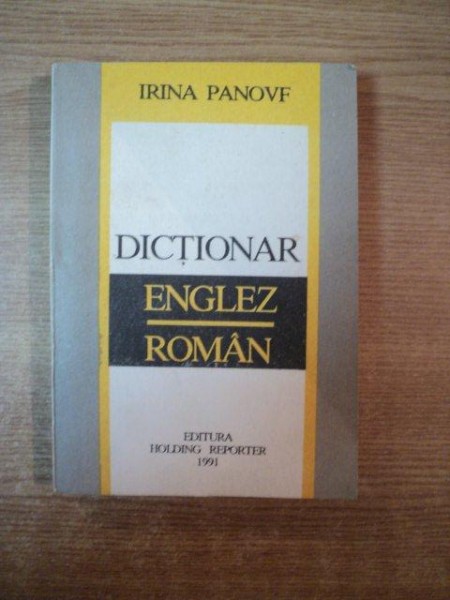 IRINA PANOVF
DICȚIONAR
ENGLEZ
ROMÂN
EDITURA
HOLDING REPORTER
1991